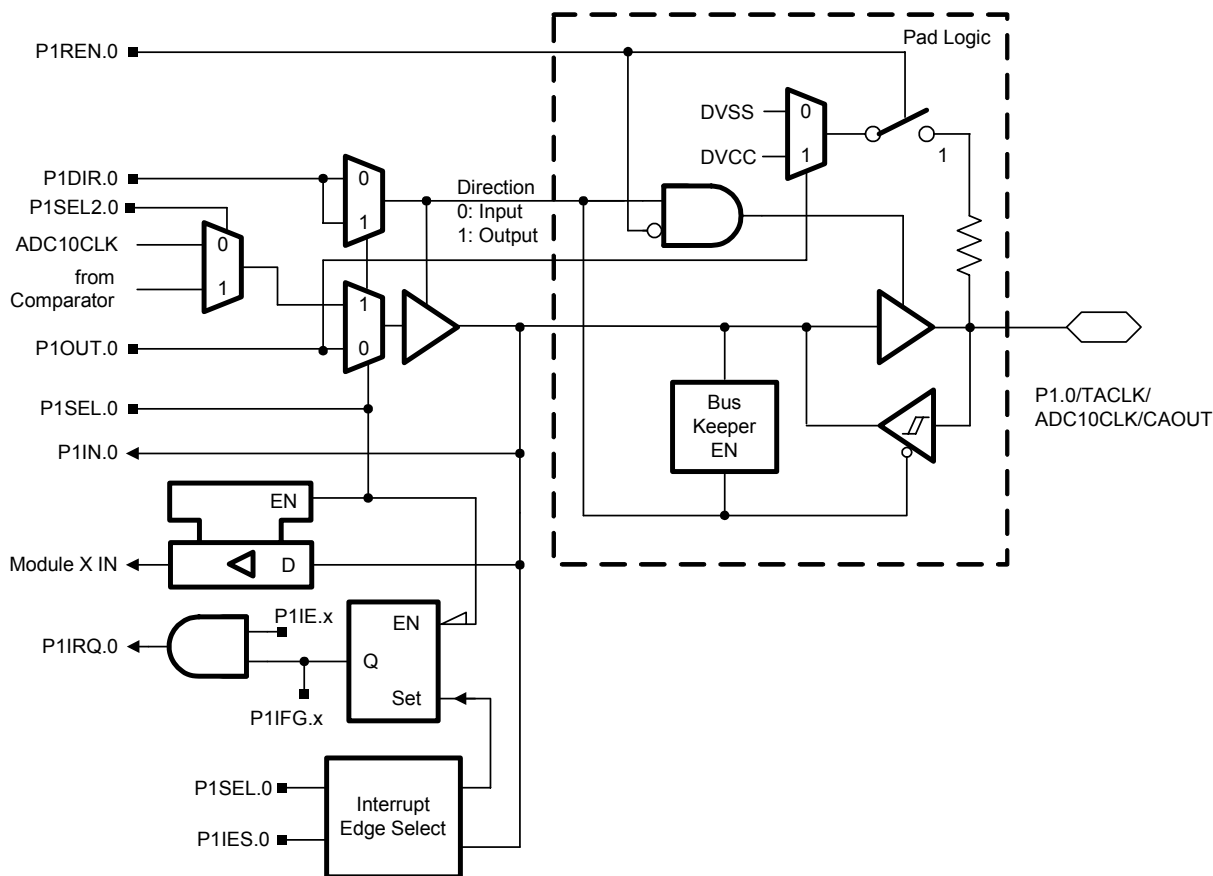 Pad Logic
P1REN.0
DVSS
0
DVCC
1
1
P1DIR.0
0
1
Direction
0: Input
1: Output
P1SEL2.0
ADC10CLK
0
from
Comparator
1
1
0
P1OUT.0
P1SEL.0
Bus
Keeper
EN
P1.0/TACLK/
ADC10CLK/CAOUT
P1IN.0
EN
Module X IN
D
P1IE.x
EN
P1IRQ.0
Q
Set
P1IFG.x
P1SEL.0
Interrupt
Edge Select
P1IES.0